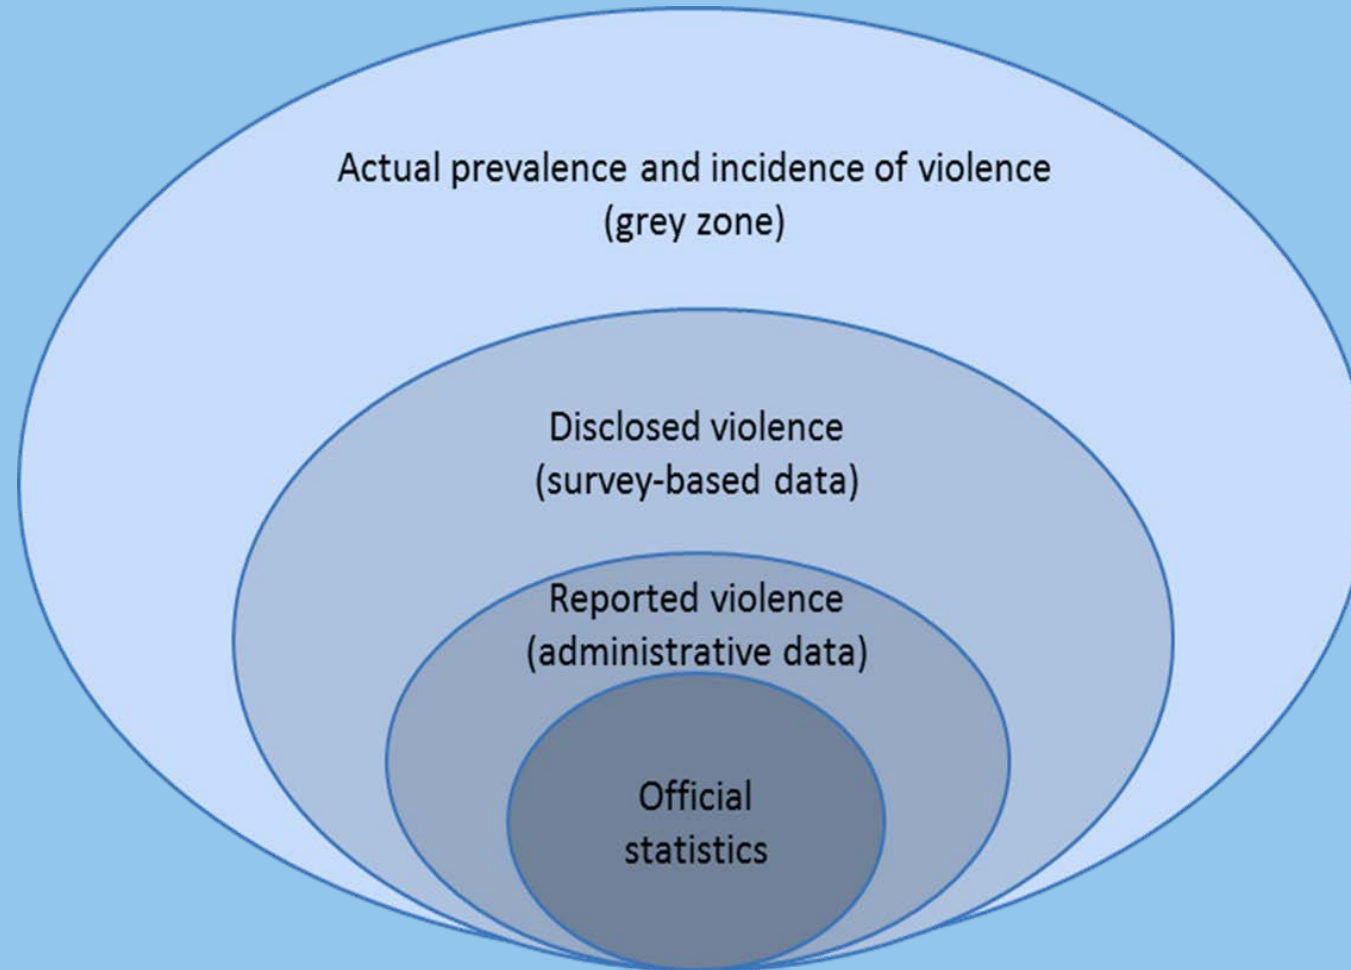 Actual prevalence and incidence of violence
(grey zone)
Disclosed violence
(survey-based data)
Reported violence
(administrative data)
Official
statistics